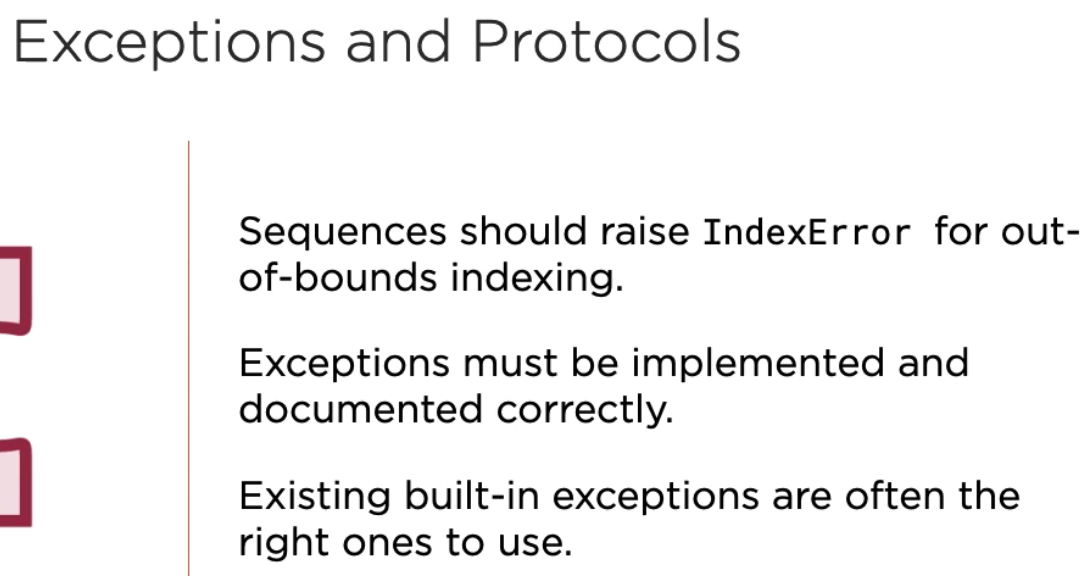 Exceptions and Protocols
Sequences should raise IndexError for out-
of-bounds indexing.
Exceptions must be implemented and
documented correctly.
Existing built-in exceptions are often the
right ones to use.